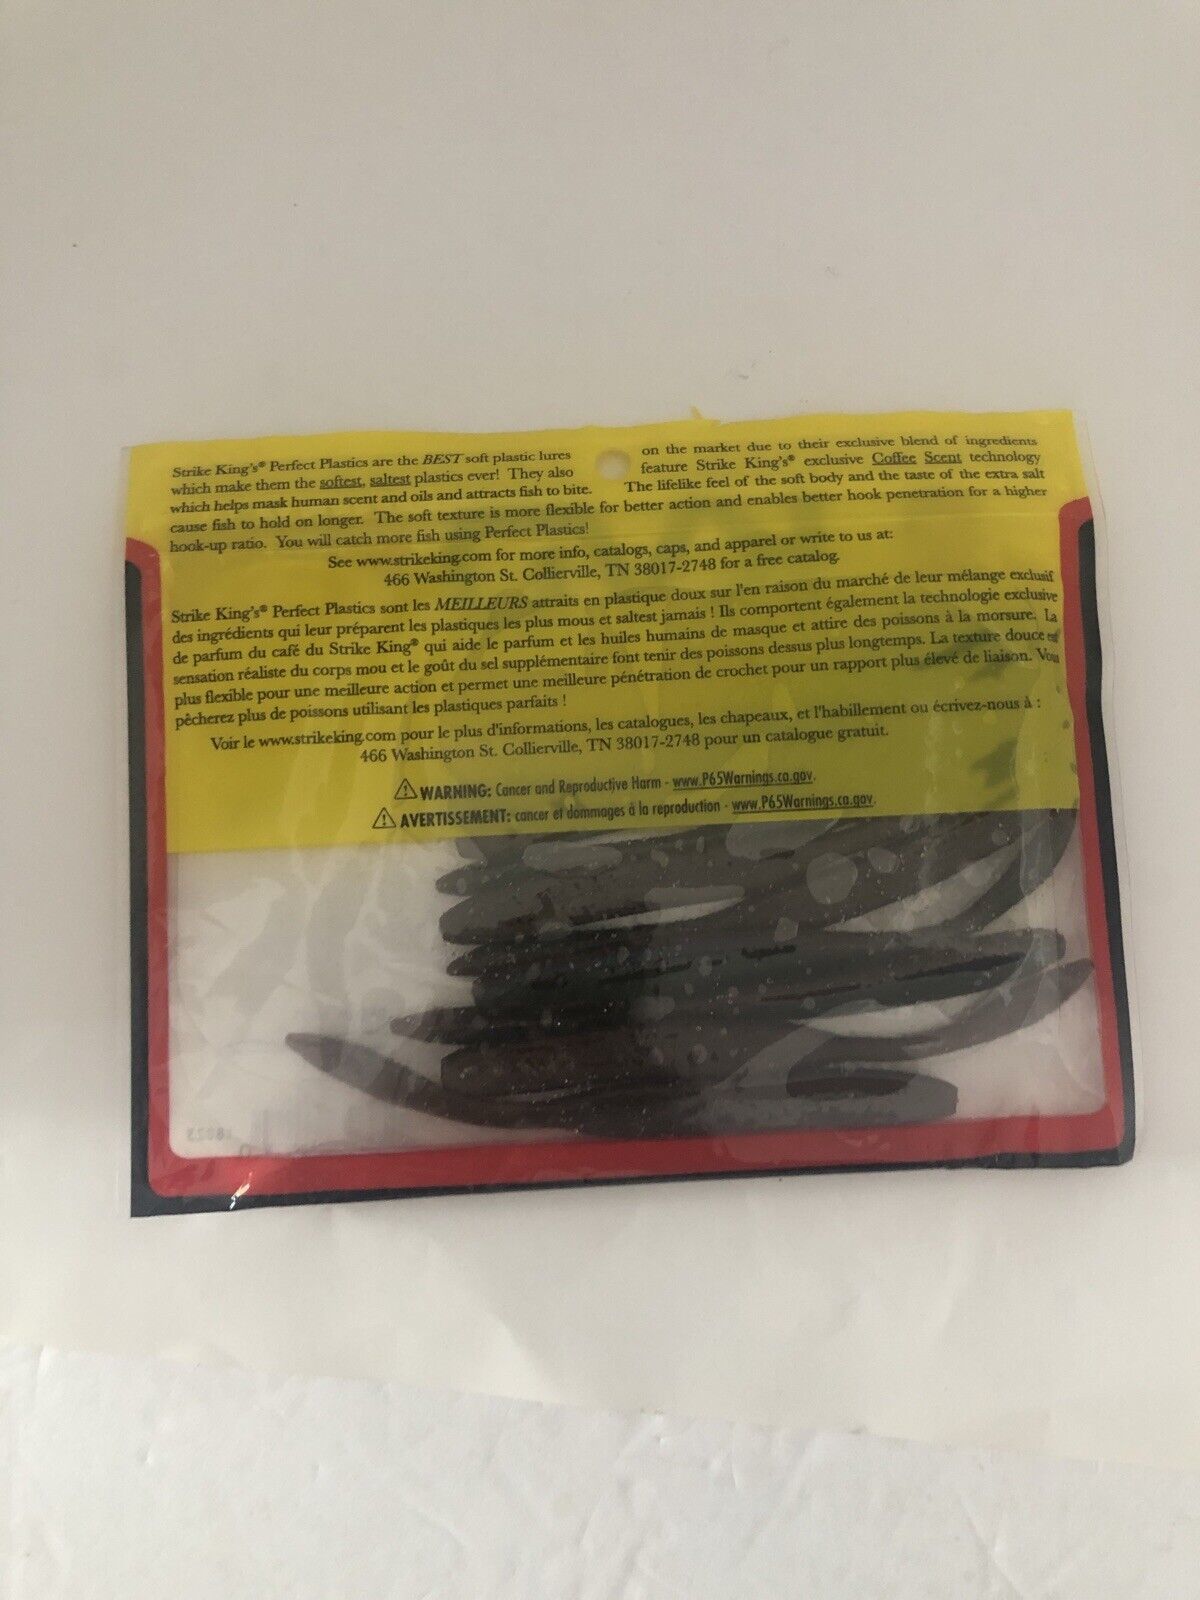 Strike King's® Perfect Plastics are the BEST soft plastic lures on the market due to their exclusive blend of ingredients
which make them the softest, saltest plastics ever! They also feature Strike King's® exclusive Coffee Scent technology
which helps mask human scent and oils and attracts fish to bite. The lifelike feel of the soft body and the taste of the extra salt
cause fish to hold on longer. The soft texture is more flexible for better action and enables better hook penetration for a higher
hook-up ratio. You will catch more fish using Perfect Plastics!
See www.strikeking.com for more info, catalogs, caps, and apparel or write to us at:
466 Washington St. Collierville, TN 38017-2748 for a free catalog.
Strike King's® Perfect Plastics sont les MEILLEURS attraits en plastique doux sur l'en raison du marché de leur mélange exclusif
des ingrédients qui leur préparent les plastiques les plus mous et saltest jamais ! Ils comportent également la technologie exclusive
de parfum du café du Strike King® qui aide le parfum et les huiles humains de masque et attire des poissons à la morsure. La
sensation réaliste du corps mou et le goût du sel supplémentaire font tenir des poissons dessus plus longtemps. La texture douce est
plus flexible pour une meilleure action et permet une meilleure pénétration de crochet pour un rapport plus élevé de liaison. Vous
pêcherez plus de poissons utilisant les plastiques parfaits !
Voir le www.strikeking.com pour le plus d'informations, les catalogues, les chapeaux, et l'habillement ou écrivez-nous à :
466 Washington St. Collierville, TN 38017-2748 pour un catalogue gratuit.
⚠ WARNING: Cancer and Reproductive Harm - www.P65Warnings.ca.gov.
⚠ AVERTISSEMENT: cancer et dommages à la reproduction - www.P65Warnings.ca.gov.